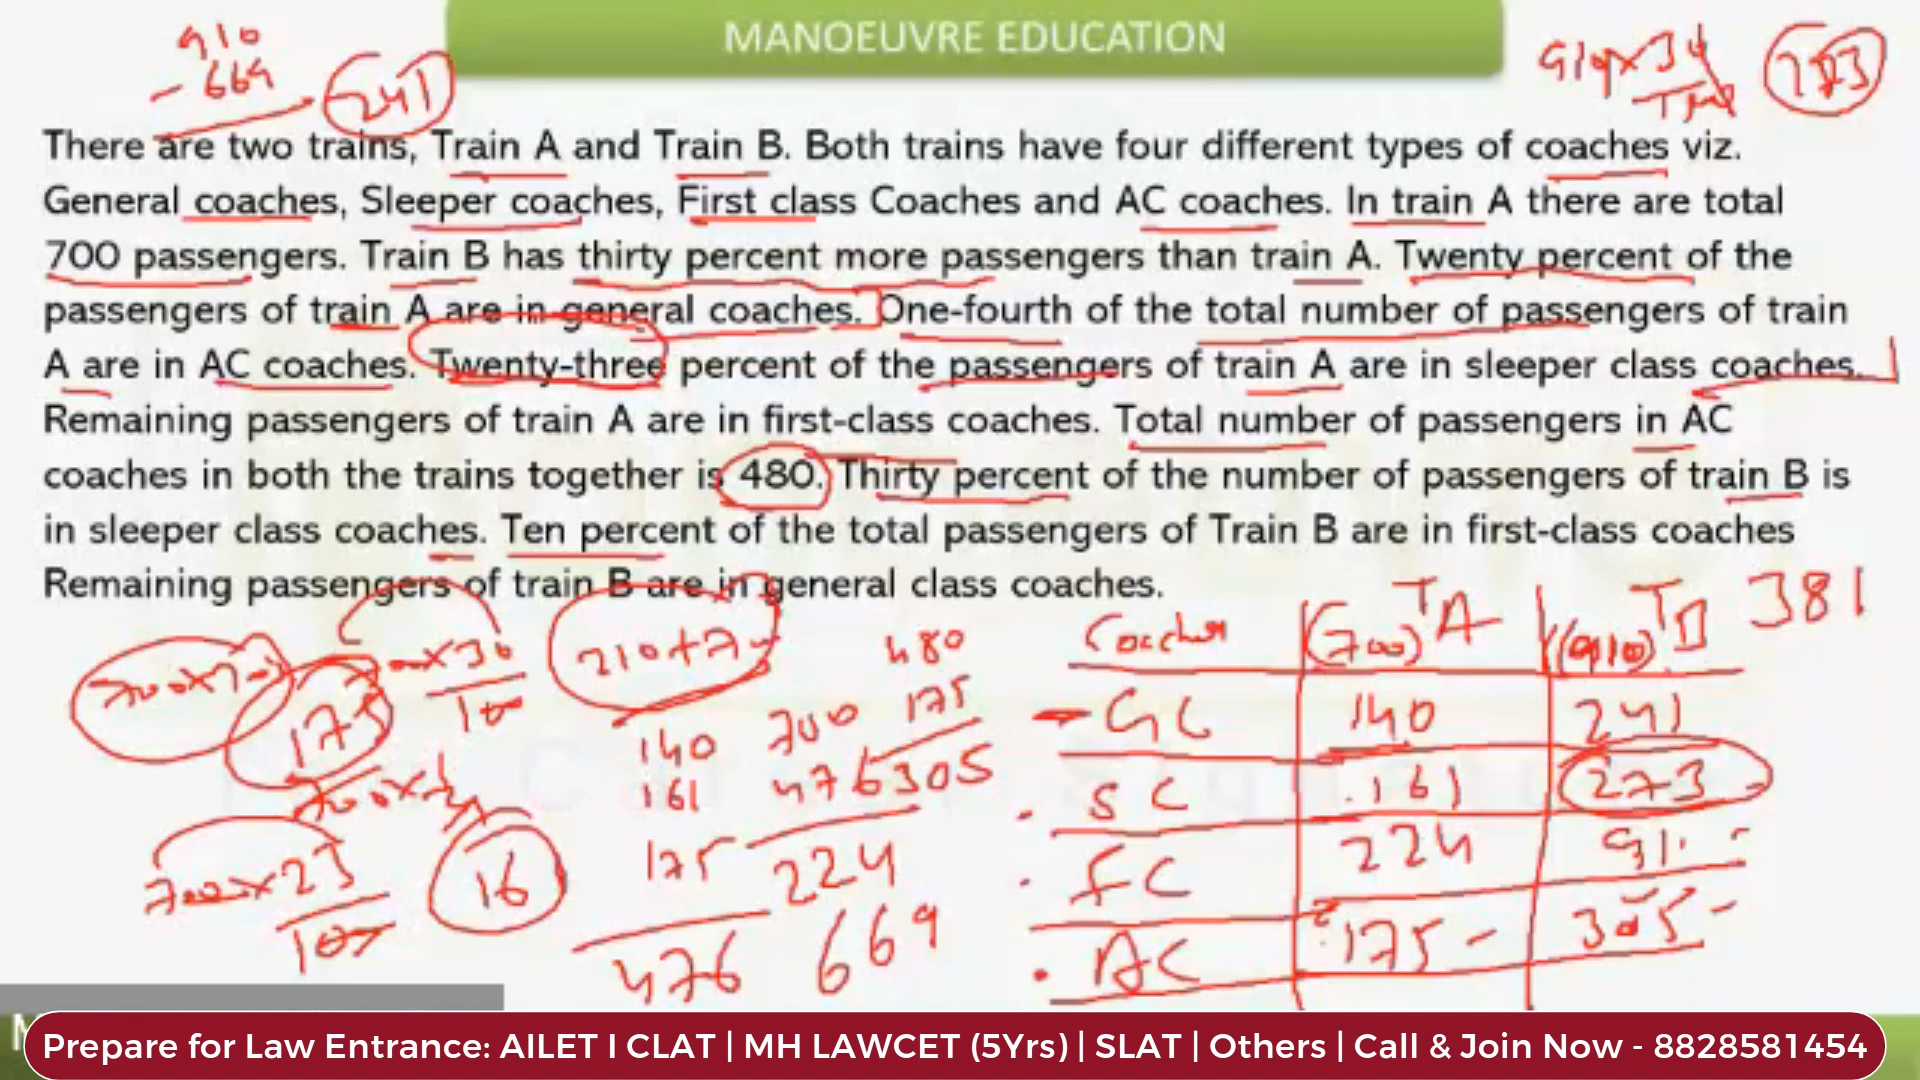 MANOEUVRE EDUCATION
910
- 669
241
273
There are two trains, Train A and Train B. Both trains have four different types of coaches viz.
General coaches, Sleeper coaches, First class Coaches and AC coaches. In train A there are total
700 passengers. Train B has thirty percent more passengers than train A. Twenty percent of the
passengers of train A are in general coaches. One-fourth of the total number of passengers of train
A are in AC coaches. Twenty-three percent of the passengers of train A are in sleeper class coaches.
Remaining passengers of train A are in first-class coaches. Total number of passengers in AC
coaches in both the trains together is 480. Thirty percent of the number of passengers of train B is
in sleeper class coaches. Ten percent of the total passengers of Train B are in first-class coaches
Remaining passengers of train B are in general class coaches.
381
Coaches (700) TA (910) TB
GC 140 241
SC 161 273
FC 224 91
AC 175 305
210+7
480
175
305
175
140
161
175
476
700
476
224
669
700x23
100
16
Prepare for Law Entrance: AILET I CLAT | MH LAWCET (5Yrs) | SLAT | Others | Call & Join Now - 8828581454